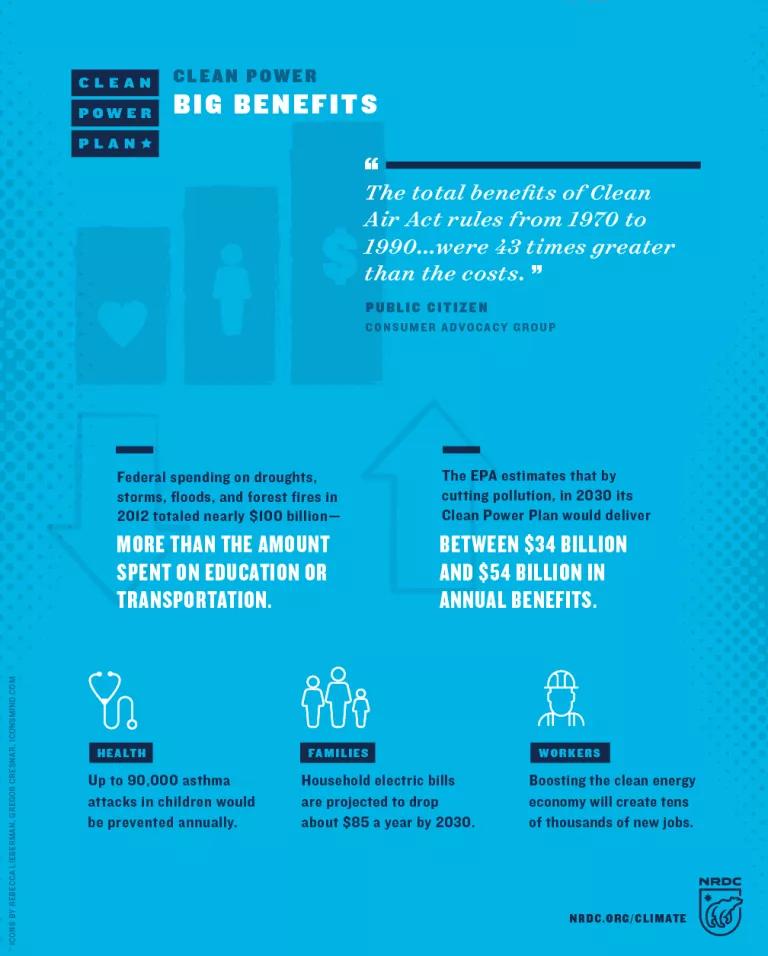 CLEAN
POWER
PLAN★
CLEAN POWER
BIG BENEFITS
“
The total benefits of Clean
Air Act rules from 1970 to
1990...were 43 times greater
than the costs.”
PUBLIC CITIZEN
CONSUMER ADVOCACY GROUP
$
Federal spending on droughts,
storms, floods, and forest fires in
2012 totaled nearly $100 billion—
MORE THAN THE AMOUNT
SPENT ON EDUCATION OR
TRANSPORTATION.
The EPA estimates that by
cutting pollution, in 2030 its
Clean Power Plan would deliver
BETWEEN $34 BILLION
AND $54 BILLION IN
ANNUAL BENEFITS.
HEALTH
Up to 90,000 asthma
attacks in children would
be prevented annually.
FAMILIES
Household electric bills
are projected to drop
about $85 a year by 2030.
WORKERS
Boosting the clean energy
economy will create tens
of thousands of new jobs.
ICONS BY REBECCA LIEBERMAN, GREGOR CRESNAR, ICONSMIND.COM
NRDC.ORG/CLIMATE
NRDC